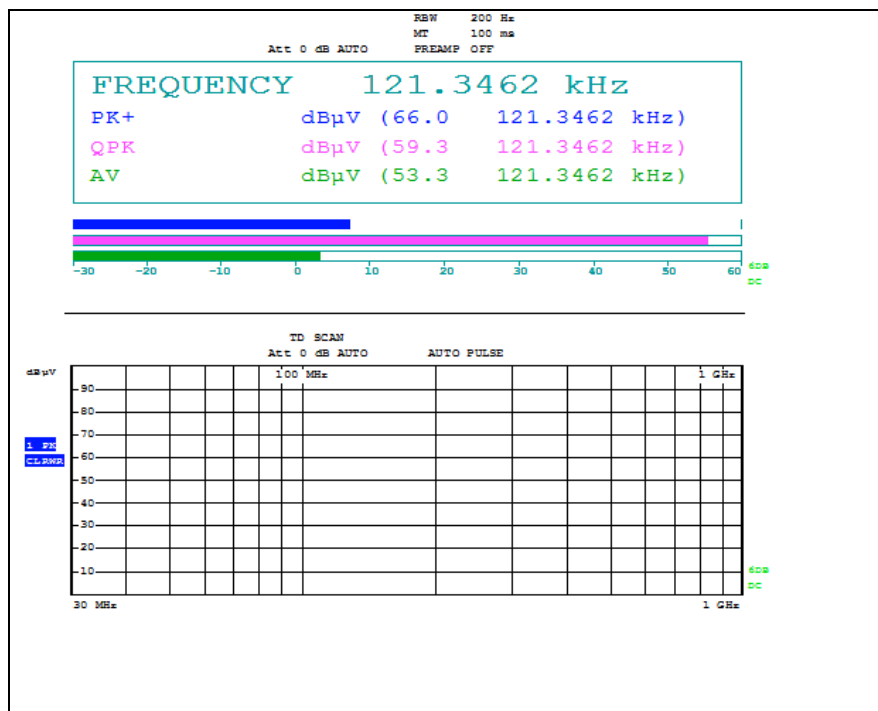 RBW 200 Hz
MT 100 ms
Att 0 dB AUTO PREAMP OFF
FREQUENCY 121.3462 kHz
PK+ dBµV (66.0 121.3462 kHz)
QPK dBµV (59.3 121.3462 kHz)
AV dBµV (53.3 121.3462 kHz)
-30 -20 -10 0 10 20 30 40 50 60
6DB
DC
TD SCAN
Att 0 dB AUTO AUTO PULSE
dBµV
100 MHz 1 GHz
90
80
70
1 PK
CLRWR
60
50
40
30
20
10
6DB
DC
30 MHz 1 GHz